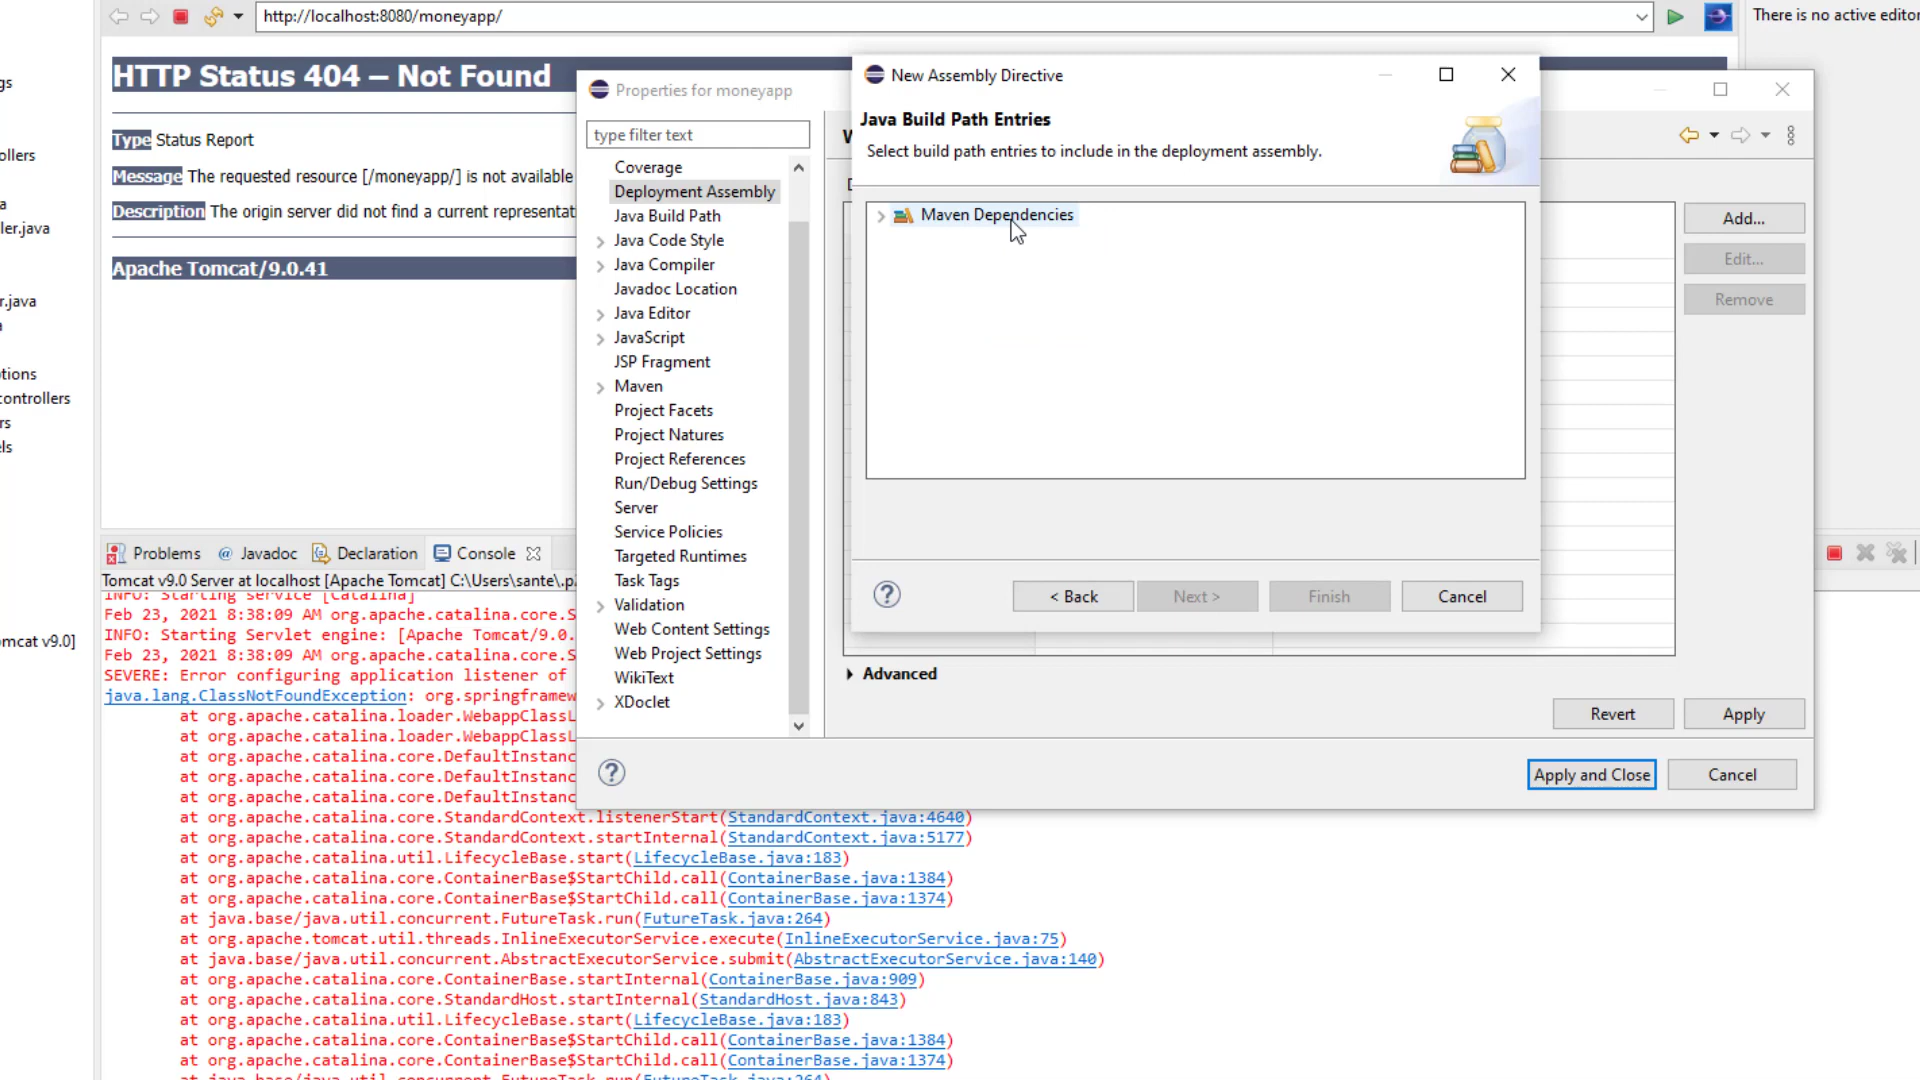 http://localhost:8080/moneyapp/
There is no active editor
HTTP Status 404 – Not Found
Type Status Report
Message The requested resource [/moneyapp/] is not available
Description The origin server did not find a current representat
Apache Tomcat/9.0.41
gs
ollers
a
ler.java
r.java
a
tions
controllers
rs
els
mcat v9.0]
Properties for moneyapp
type filter text
Coverage
Deployment Assembly
Java Build Path
Java Code Style
Java Compiler
Javadoc Location
Java Editor
JavaScript
JSP Fragment
Maven
Project Facets
Project Natures
Project References
Run/Debug Settings
Server
Service Policies
Targeted Runtimes
Task Tags
Validation
Web Content Settings
Web Project Settings
WikiText
XDoclet
New Assembly Directive
Java Build Path Entries
Select build path entries to include in the deployment assembly.
Maven Dependencies
< Back
Next >
Finish
Cancel
Add...
Edit...
Remove
Advanced
Revert
Apply
Apply and Close
Cancel
Problems
@ Javadoc
Declaration
Console
Tomcat v9.0 Server at localhost [Apache Tomcat] C:\Users\sante\.p
INFO: Starting service [Catalina]
Feb 23, 2021 8:38:09 AM org.apache.catalina.core.S
INFO: Starting Servlet engine: [Apache Tomcat/9.0.
Feb 23, 2021 8:38:09 AM org.apache.catalina.core.S
SEVERE: Error configuring application listener of
java.lang.ClassNotFoundException: org.springframew
at org.apache.catalina.loader.WebappClassL
at org.apache.catalina.loader.WebappClassL
at org.apache.catalina.core.DefaultInstanc
at org.apache.catalina.core.DefaultInstanc
at org.apache.catalina.core.DefaultInstanc
at org.apache.catalina.core.StandardContext.listenerStart(StandardContext.java:4640)
at org.apache.catalina.core.StandardContext.startInternal(StandardContext.java:5177)
at org.apache.catalina.util.LifecycleBase.start(LifecycleBase.java:183)
at org.apache.catalina.core.ContainerBase$StartChild.call(ContainerBase.java:1384)
at org.apache.catalina.core.ContainerBase$StartChild.call(ContainerBase.java:1374)
at java.base/java.util.concurrent.FutureTask.run(FutureTask.java:264)
at org.apache.tomcat.util.threads.InlineExecutorService.execute(InlineExecutorService.java:75)
at java.base/java.util.concurrent.AbstractExecutorService.submit(AbstractExecutorService.java:140)
at org.apache.catalina.core.ContainerBase.startInternal(ContainerBase.java:909)
at org.apache.catalina.core.StandardHost.startInternal(StandardHost.java:843)
at org.apache.catalina.util.LifecycleBase.start(LifecycleBase.java:183)
at org.apache.catalina.core.ContainerBase$StartChild.call(ContainerBase.java:1384)
at org.apache.catalina.core.ContainerBase$StartChild.call(ContainerBase.java:1374)
at java.base/java.util.concurrent.FutureTask.run(FutureTask.java:264)